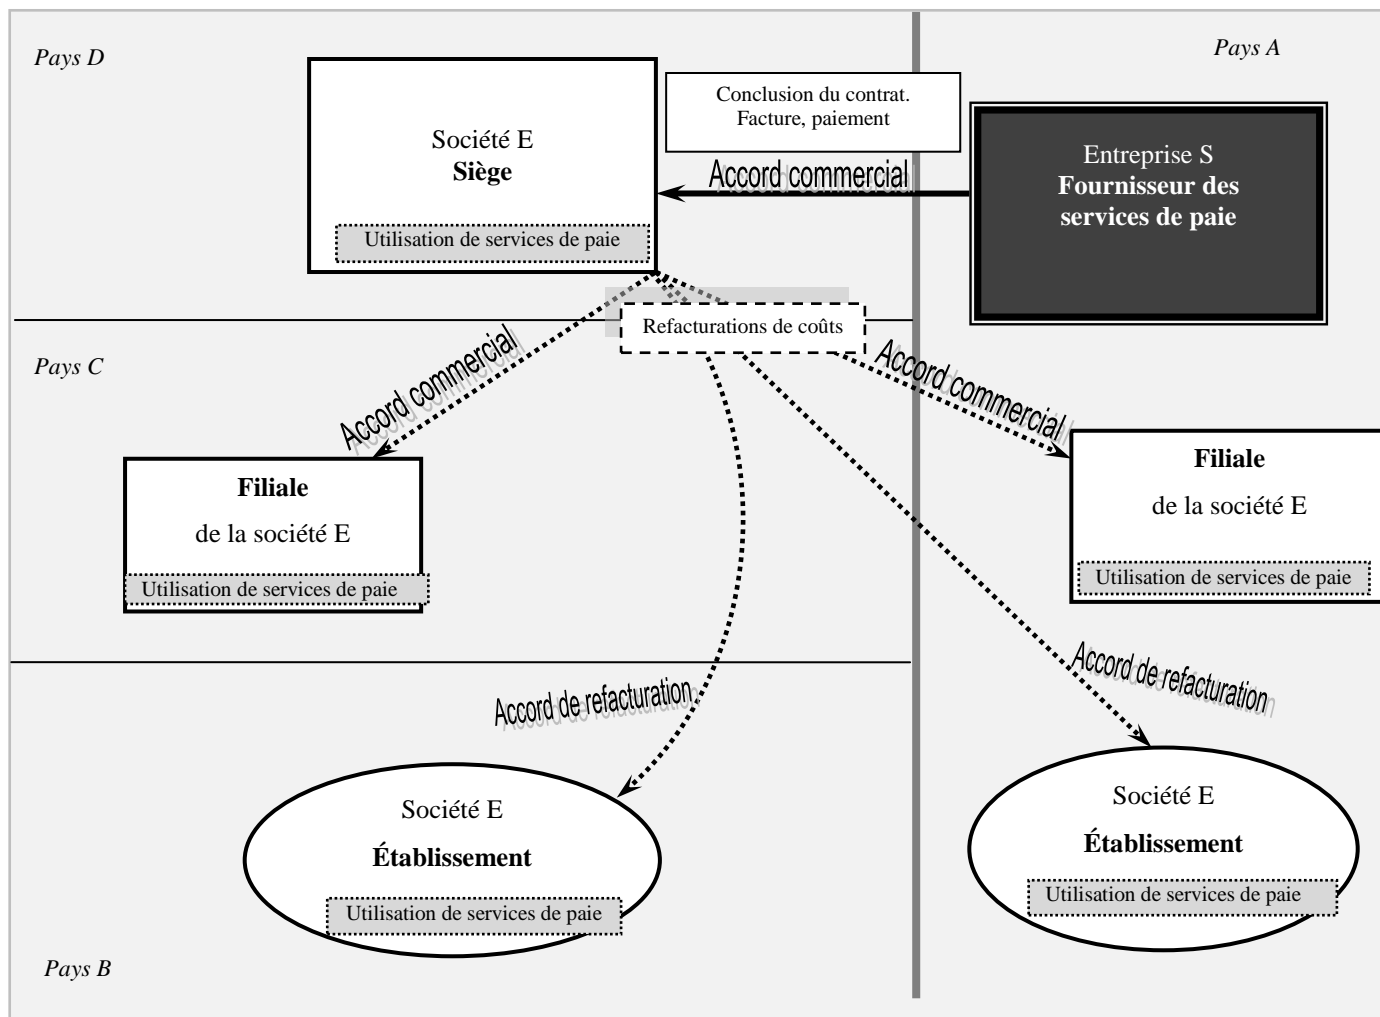 Pays D
Pays A
Conclusion du contrat.
Facture, paiement
Société E
Siège
Utilisation de services de paie
Accord commercial
Entreprise S
Fournisseur des
services de paie
Refacturations de coûts
Pays C
Accord commercial
Accord commercial
Filiale
de la société E
Utilisation de services de paie
Filiale
de la société E
Utilisation de services de paie
Accord de refacturation
Accord de refacturation
Société E
Établissement
Utilisation de services de paie
Société E
Établissement
Utilisation de services de paie
Pays B